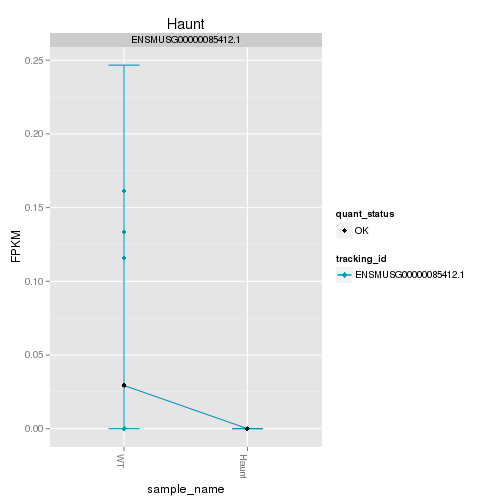 Haunt
ENSMUSG00000085412.1
0.25
0.20
0.15
0.10
0.05
0.00
FPKM
WT
Haunt
sample_name
quant_status
OK
tracking_id
ENSMUSG00000085412.1